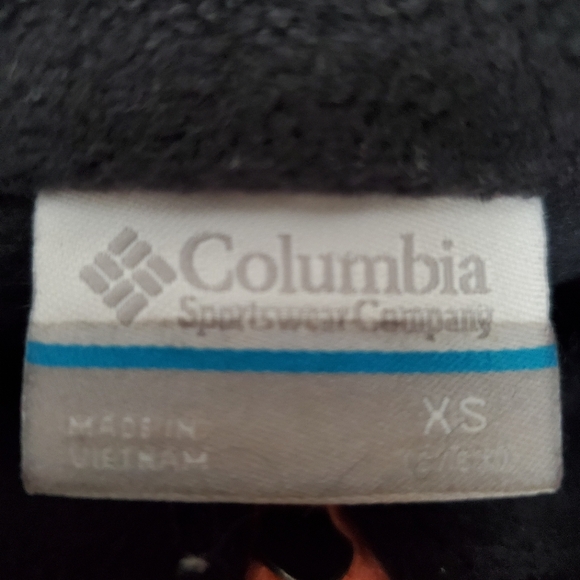 Columbia
Sportswear Company
XS
MADE IN
VIETNAM